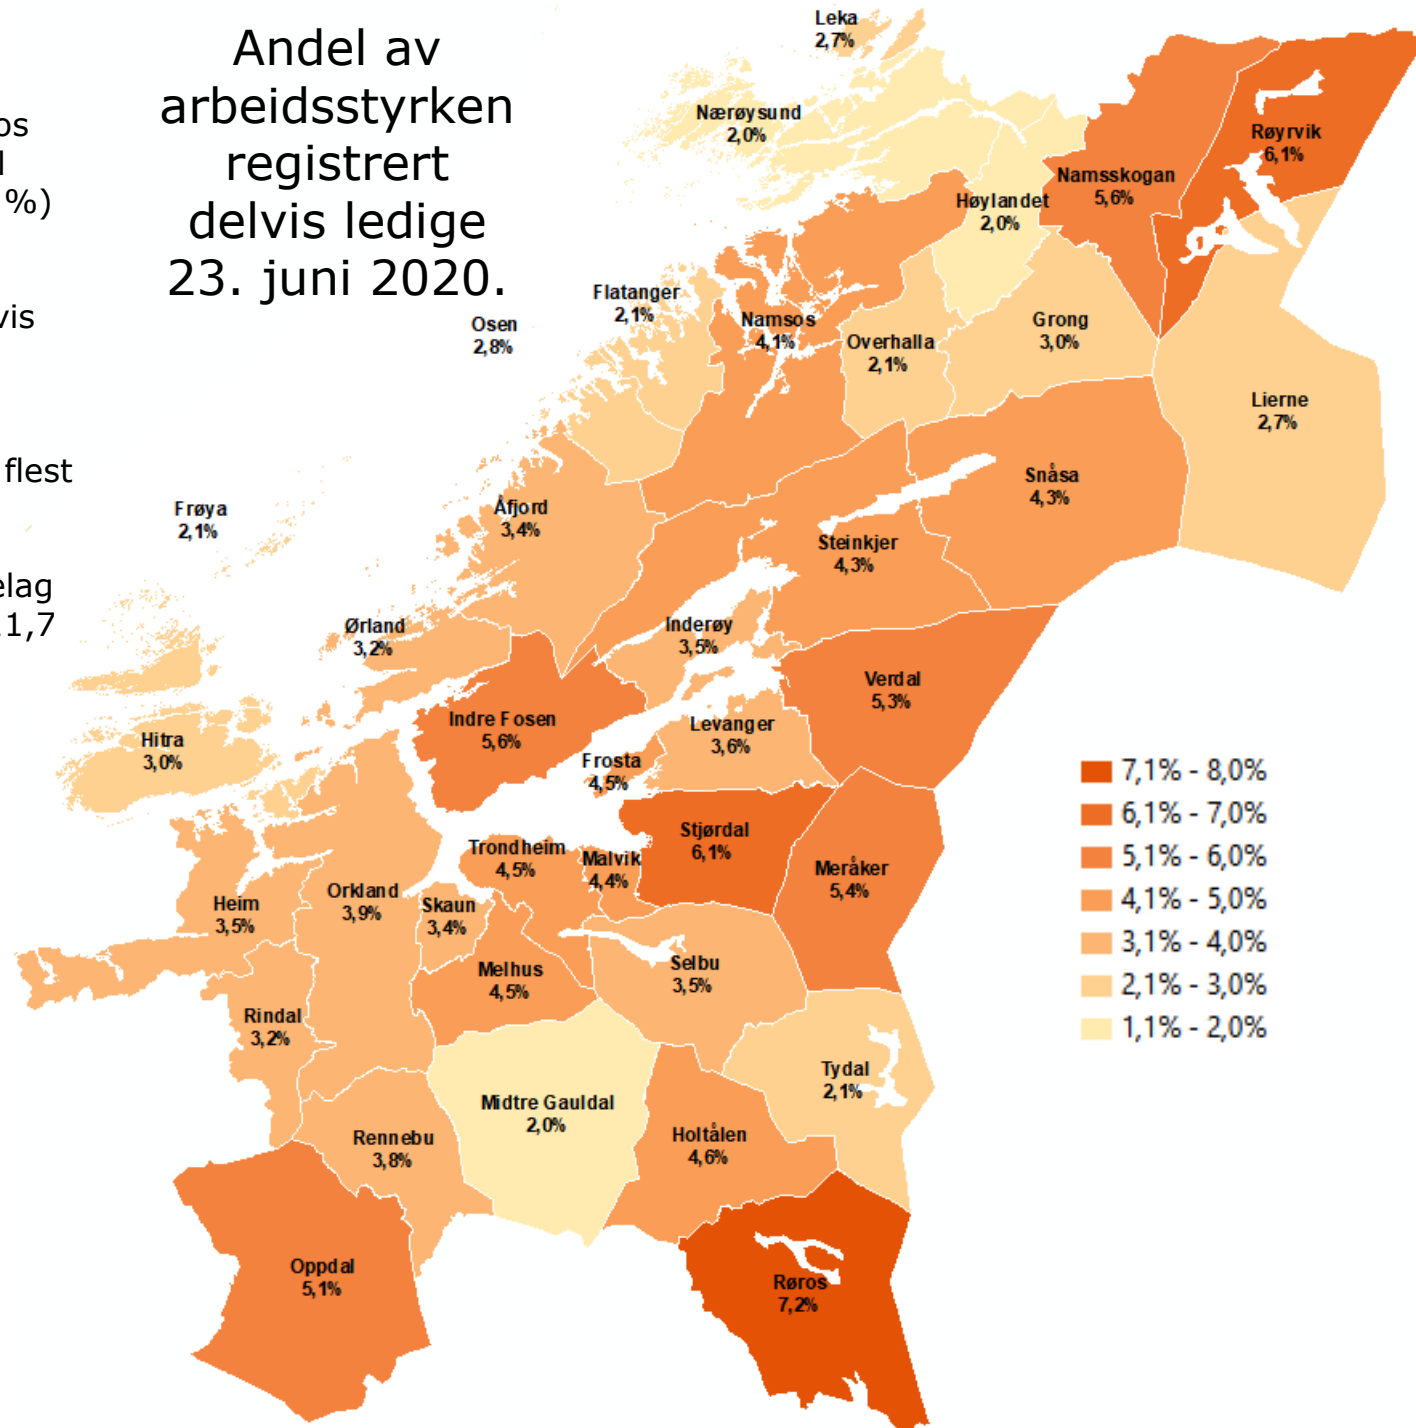 os
%)
vis
flest
elag
1,7
Andel av
arbeidsstyrken
registrert
delvis ledige
23. juni 2020.
Leka
2,7%
Nærøysund
2,0%
Røyrvik
6,1%
Namsskogan
5,6%
Høylandet
2,0%
Flatanger
2,1%
Osen
2,8%
Namsos
4,1%
Overhalla
2,1%
Grong
3,0%
Lierne
2,7%
Snåsa
4,3%
Frøya
2,1%
Åfjord
3,4%
Steinkjer
4,3%
Ørland
3,2%
Inderøy
3,5%
Verdal
5,3%
Indre Fosen
5,6%
Levanger
3,6%
Hitra
3,0%
Frosta
4,5%
Stjørdal
6,1%
Trondheim
4,5%
Malvik
4,4%
Meråker
5,4%
Orkland
3,9%
Heim
3,5%
Skaun
3,4%
Melhus
4,5%
Selbu
3,5%
Rindal
3,2%
Tydal
2,1%
Midtre Gauldal
2,0%
Rennebu
3,8%
Holtålen
4,6%
Oppdal
5,1%
Røros
7,2%
7,1% - 8,0%
6,1% - 7,0%
5,1% - 6,0%
4,1% - 5,0%
3,1% - 4,0%
2,1% - 3,0%
1,1% - 2,0%